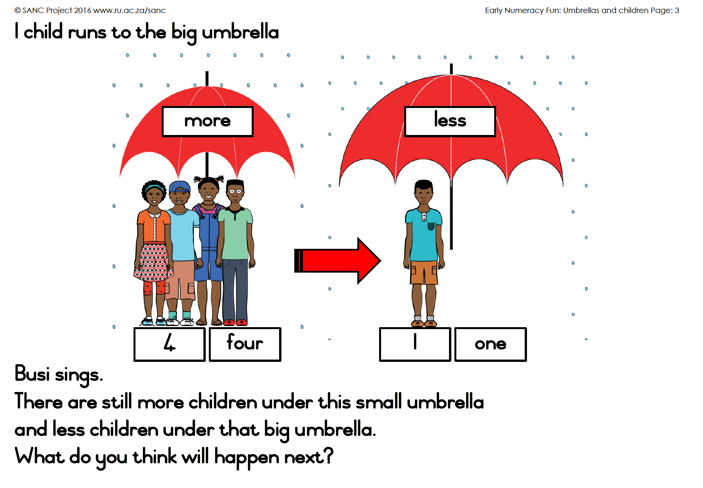 © SANC Project 2016 www.ru.ac.za/sanc
Early Numeracy Fun: Umbrellas and children Page: 3
1 child runs to the big umbrella
more
less
4 four
1 one
Busi sings.
There are still more children under this small umbrella
and less children under that big umbrella.
What do you think will happen next?